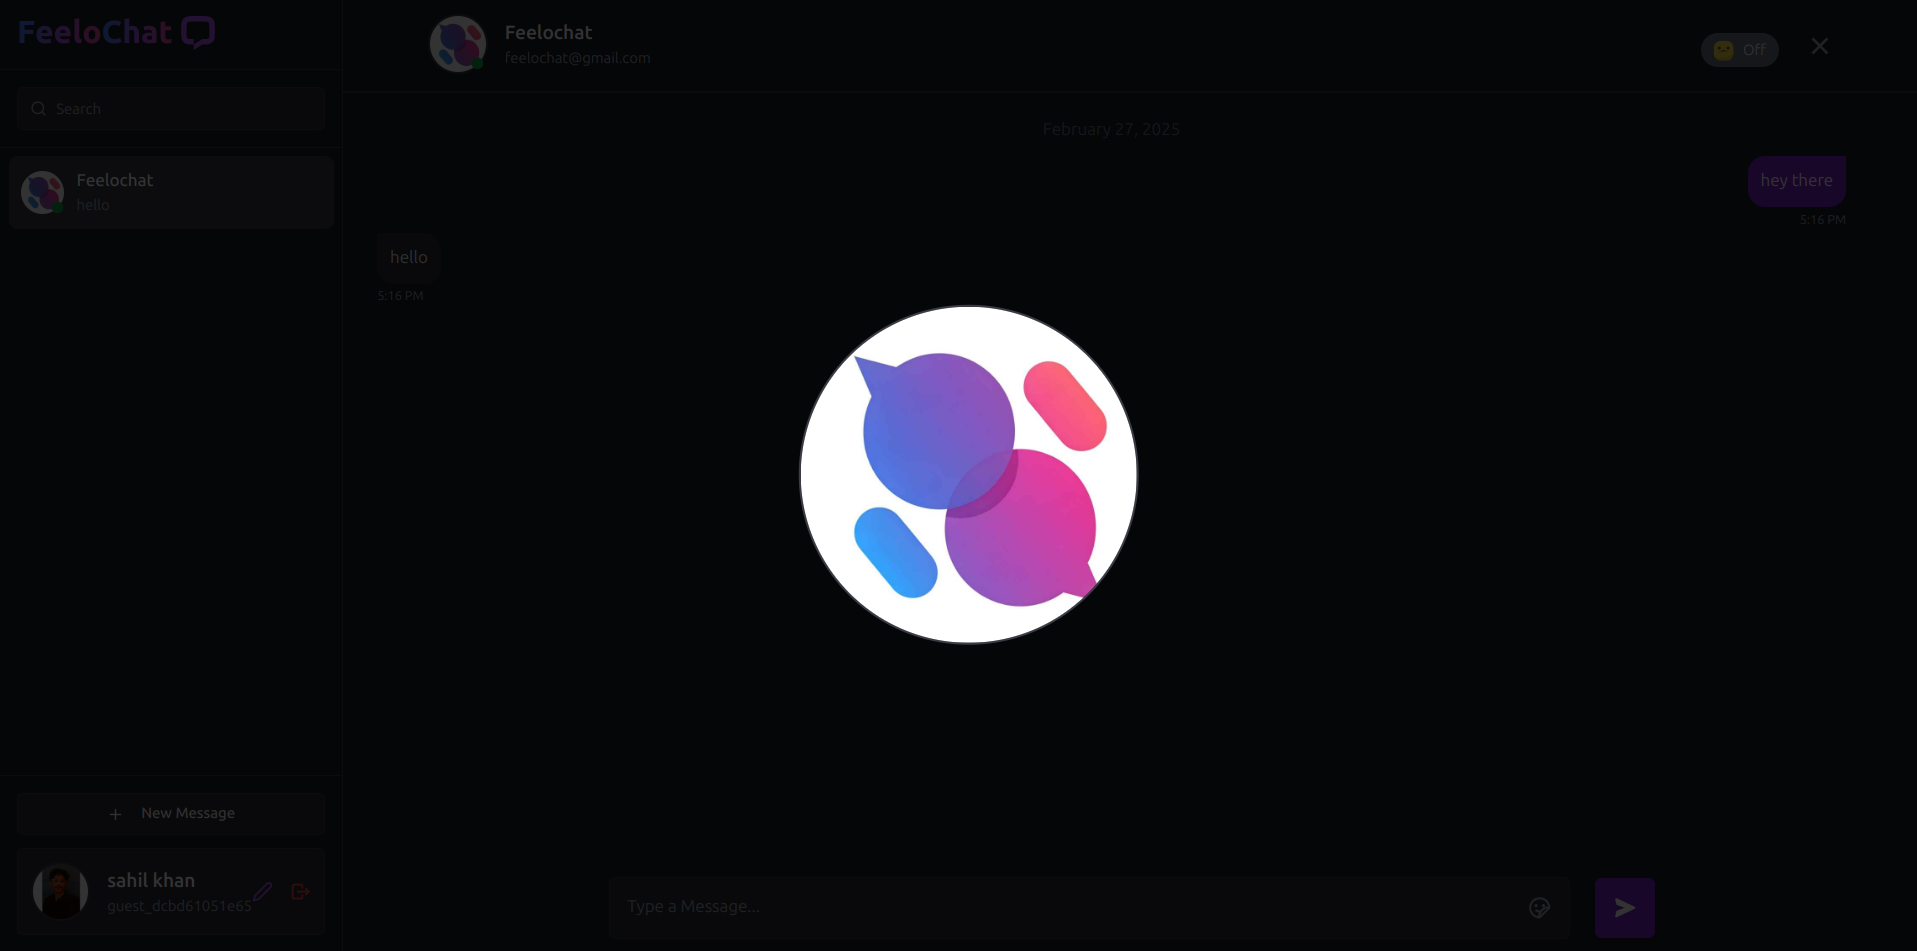 FeeloChat
Search
Feelochat
hello
New Message
sahil khan
guest_dcbd61051e65
Feelochat
feelochat@gmail.com
Off
February 27, 2025
hey there
5:16 PM
hello
5:16 PM
Type a Message...